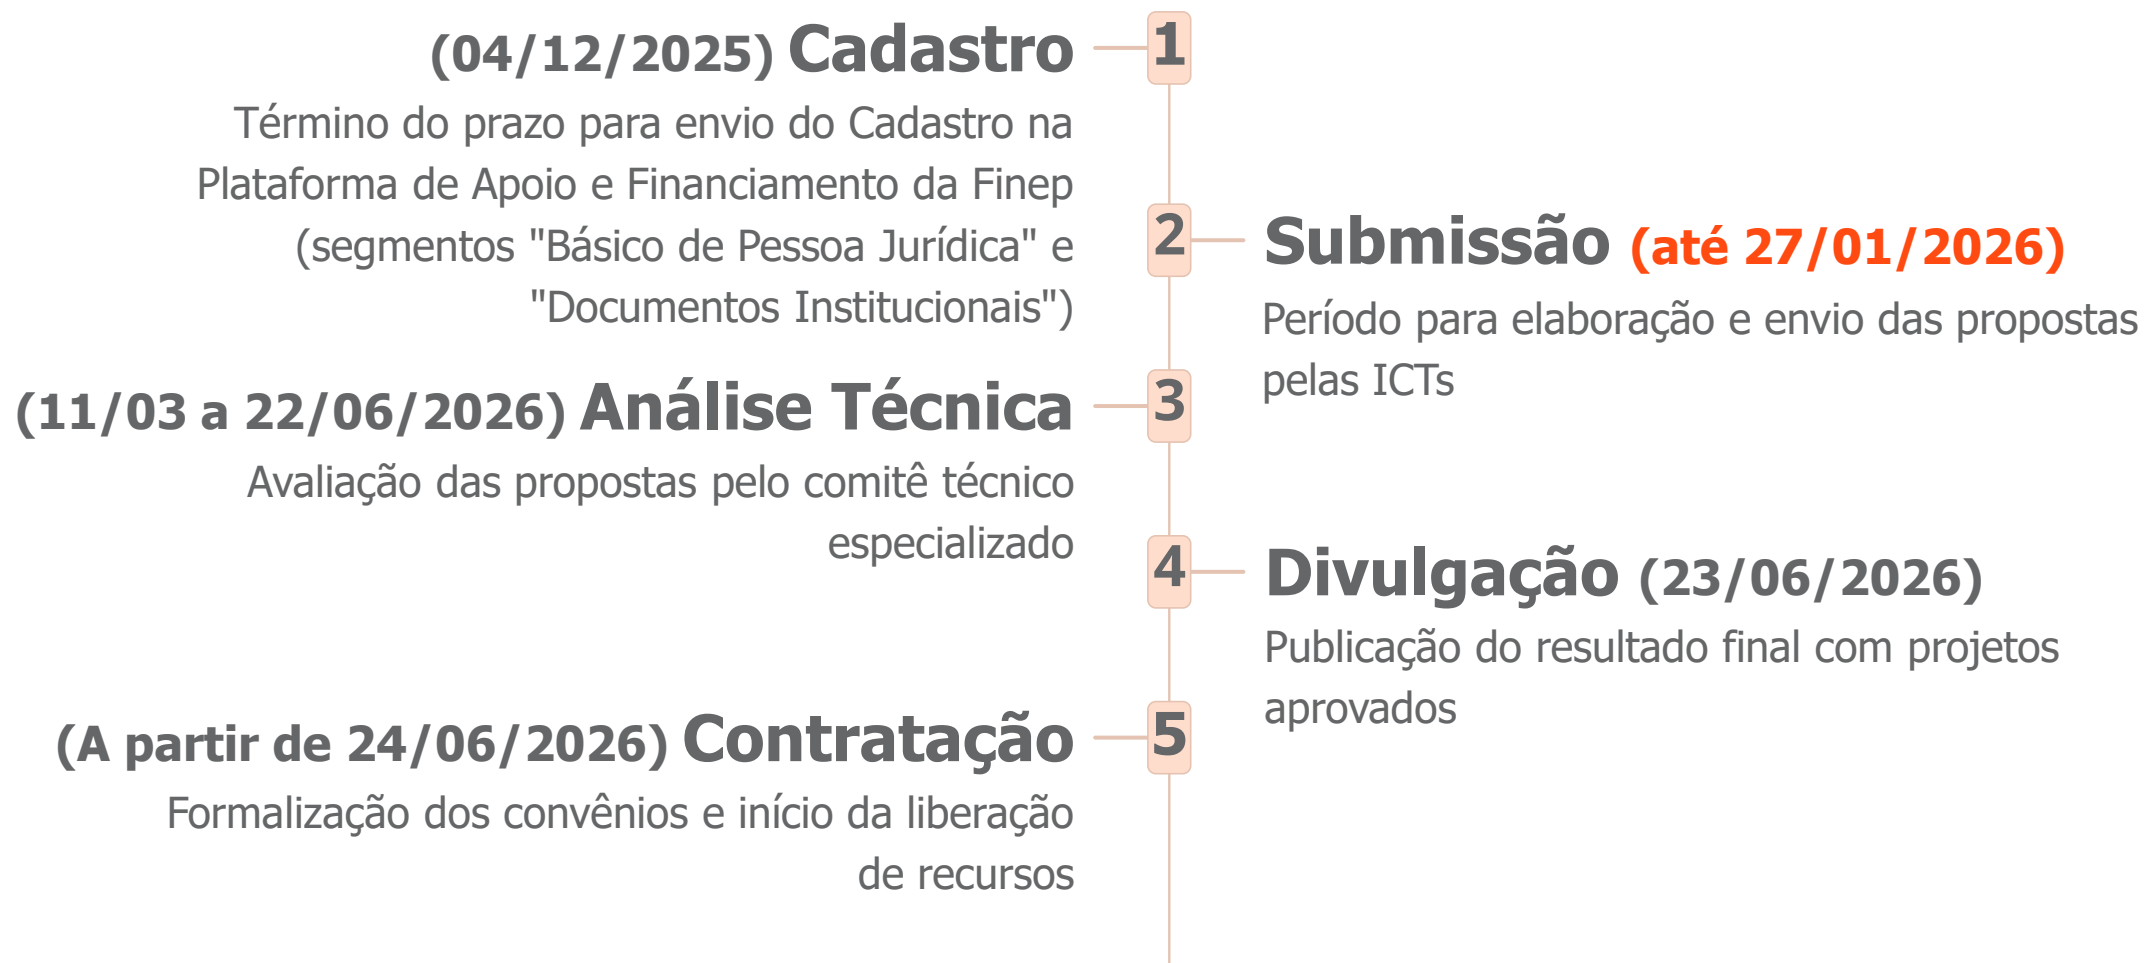 (04/12/2025) Cadastro
1
Término do prazo para envio do Cadastro na
Plataforma de Apoio e Financiamento da Finep
(segmentos "Básico de Pessoa Jurídica" e
"Documentos Institucionais")
2
Submissão (até 27/01/2026)
Período para elaboração e envio das propostas
pelas ICTs
(11/03 a 22/06/2026) Análise Técnica
3
Avaliação das propostas pelo comitê técnico
especializado
4
Divulgação (23/06/2026)
Publicação do resultado final com projetos
aprovados
(A partir de 24/06/2026) Contratação
5
Formalização dos convênios e início da liberação
de recursos